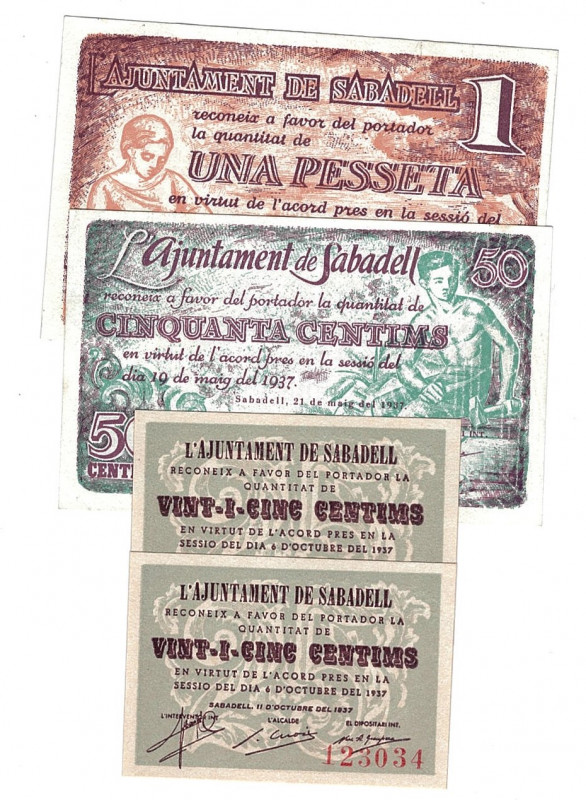 L'AJUNTAMENT DE SABADELL 1
reconeix a favor del portador
la quantitat de
UNA PESSETA
en virtut de l'acord pres en la sessió del
L'Ajuntament de Sabadell 50
reconeix a favor del portador la quantitat de
CINQUANTA CENTIMS
en virtut de l'acord pres en la sessió del
dia 19 de maig del 1937.
Sabadell, 21 de maig del 1937.
INT.
50
CENT
L'AJUNTAMENT DE SABADELL
RECONEIX A FAVOR DEL PORTADOR LA
QUANTITAT DE
VINT-I-CINC CENTIMS
EN VIRTUT DE L'ACORD PRES EN LA
SESSIO DEL DIA 6 D'OCTUBRE DEL 1937
L'AJUNTAMENT DE SABADELL
RECONEIX A FAVOR DEL PORTADOR LA
QUANTITAT DE
VINT-I-CINC CENTIMS
EN VIRTUT DE L'ACORD PRES EN LA
SESSIO DEL DIA 6 D'OCTUBRE DEL 1937
SABADELL, 11 D'OCTUBRE DEL 1937
L'INTERVENTOR INT. L'ALCALDE EL DIPOSITARI INT.
123034